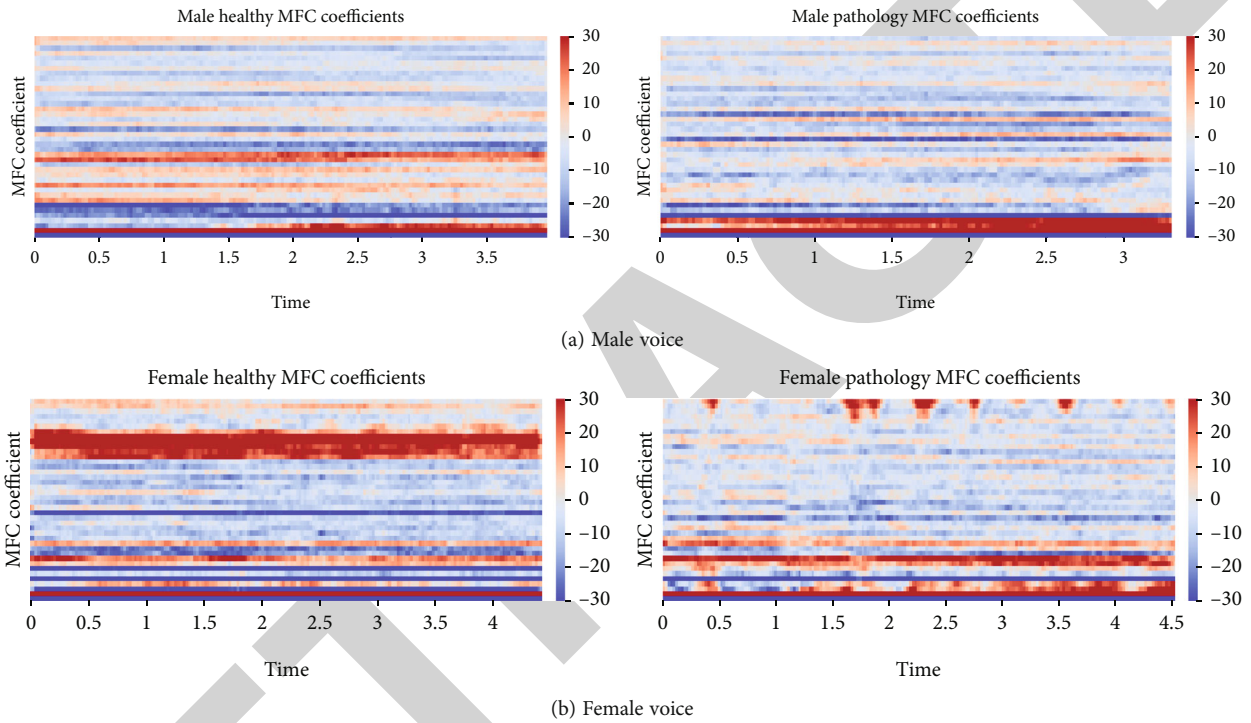 Male healthy MFC coefficients
Male pathology MFC coefficients
MFC coefficient
30
20
10
0
−10
−20
−30
0 0.5 1 1.5 2 2.5 3 3.5
Time
MFC coefficient
30
20
10
0
−10
−20
−30
0 0.5 1 1.5 2 2.5 3
Time
(a) Male voice
Female healthy MFC coefficients
Female pathology MFC coefficients
MFC coefficient
30
20
10
0
−10
−20
−30
0 0.5 1 1.5 2 2.5 3 3.5 4
Time
MFC coefficient
30
20
10
0
−10
−20
−30
0 0.5 1 1.5 2 2.5 3 3.5 4 4.5
Time
(b) Female voice